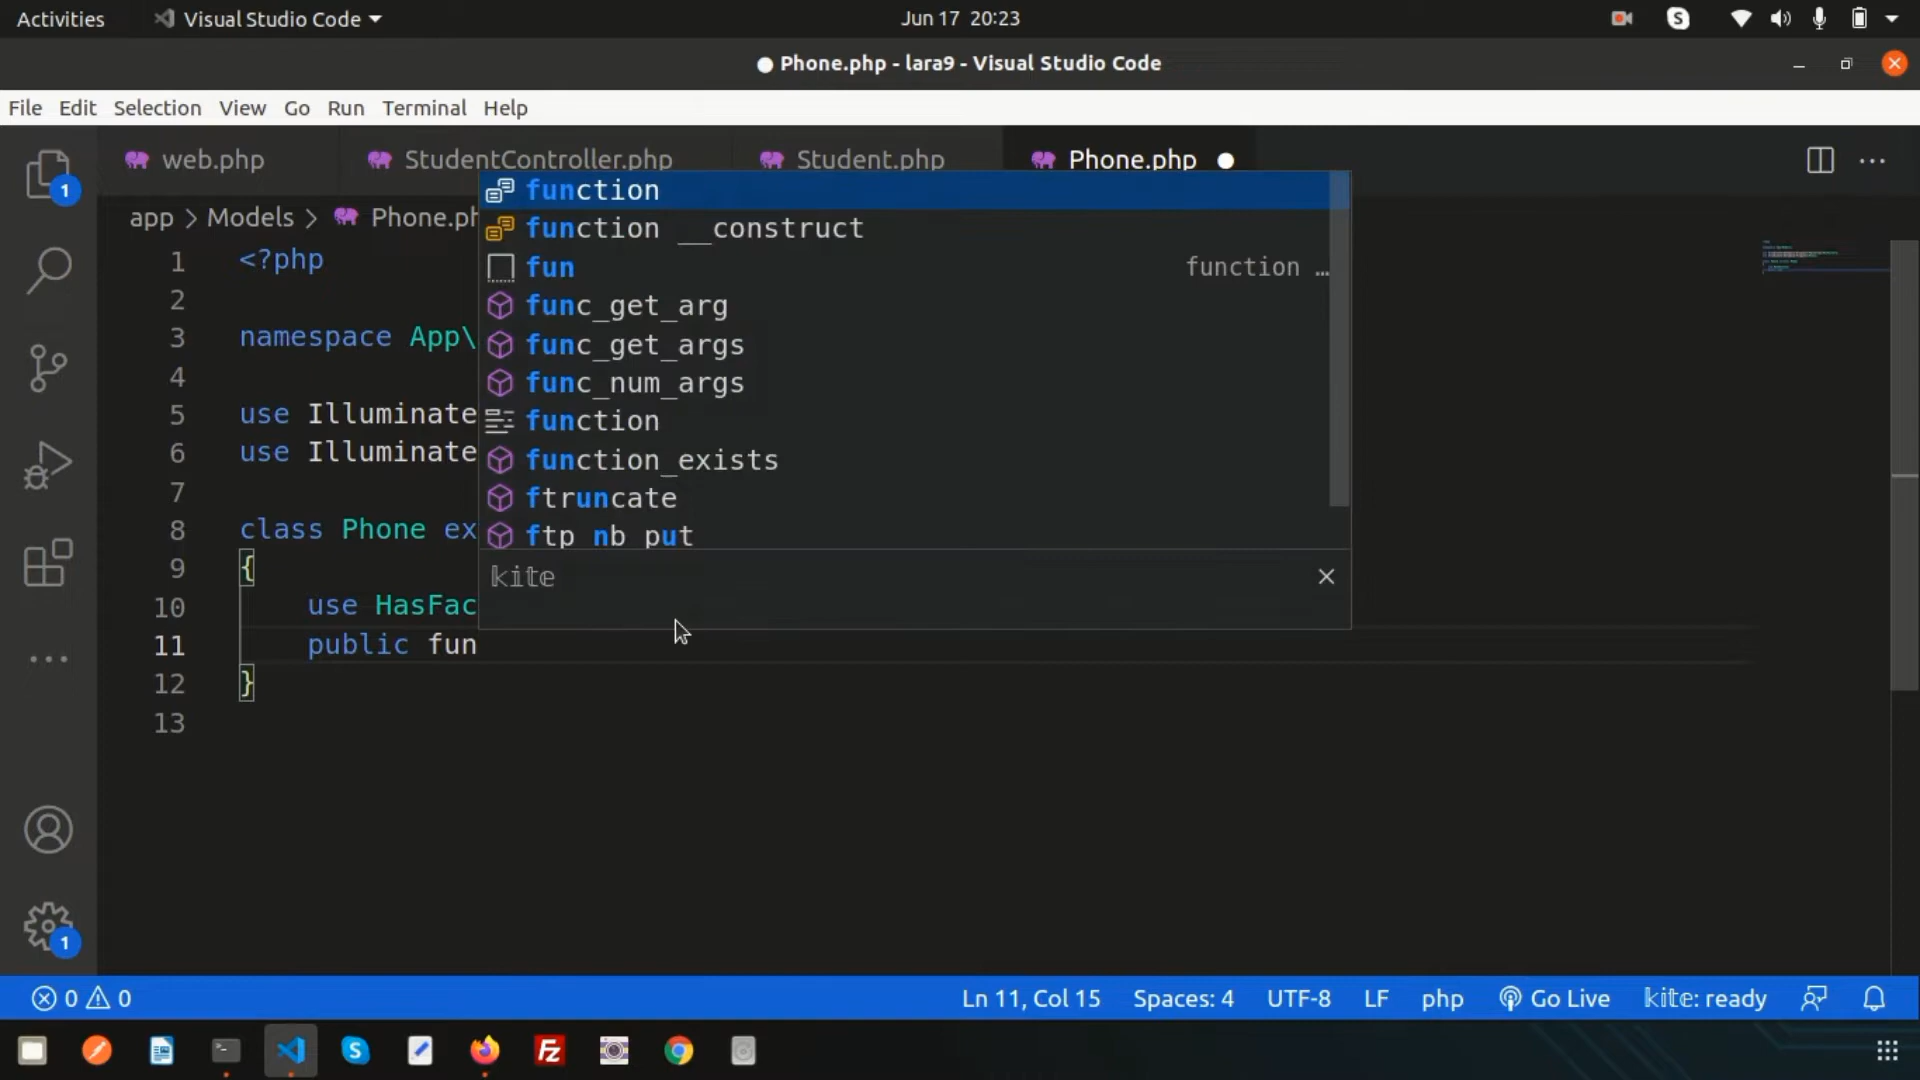 Activities
Visual Studio Code
Jun 17 20:23
Phone.php - lara9 - Visual Studio Code
File Edit Selection View Go Run Terminal Help
web.php
StudentController.php
Student.php
Phone.php
app > Models > Phone.ph
function
function __construct
fun
function …
func_get_arg
func_get_args
func_num_args
function
function_exists
ftruncate
ftp_nb_put
kite
1 <?php
2
3 namespace App\
4
5 use Illuminate
6 use Illuminate
7
8 class Phone ex
9 {
10 use HasFac
11 public fun
12 }
13
1
1
0 0
Ln 11, Col 15
Spaces: 4
UTF-8
LF
php
Go Live
kite: ready